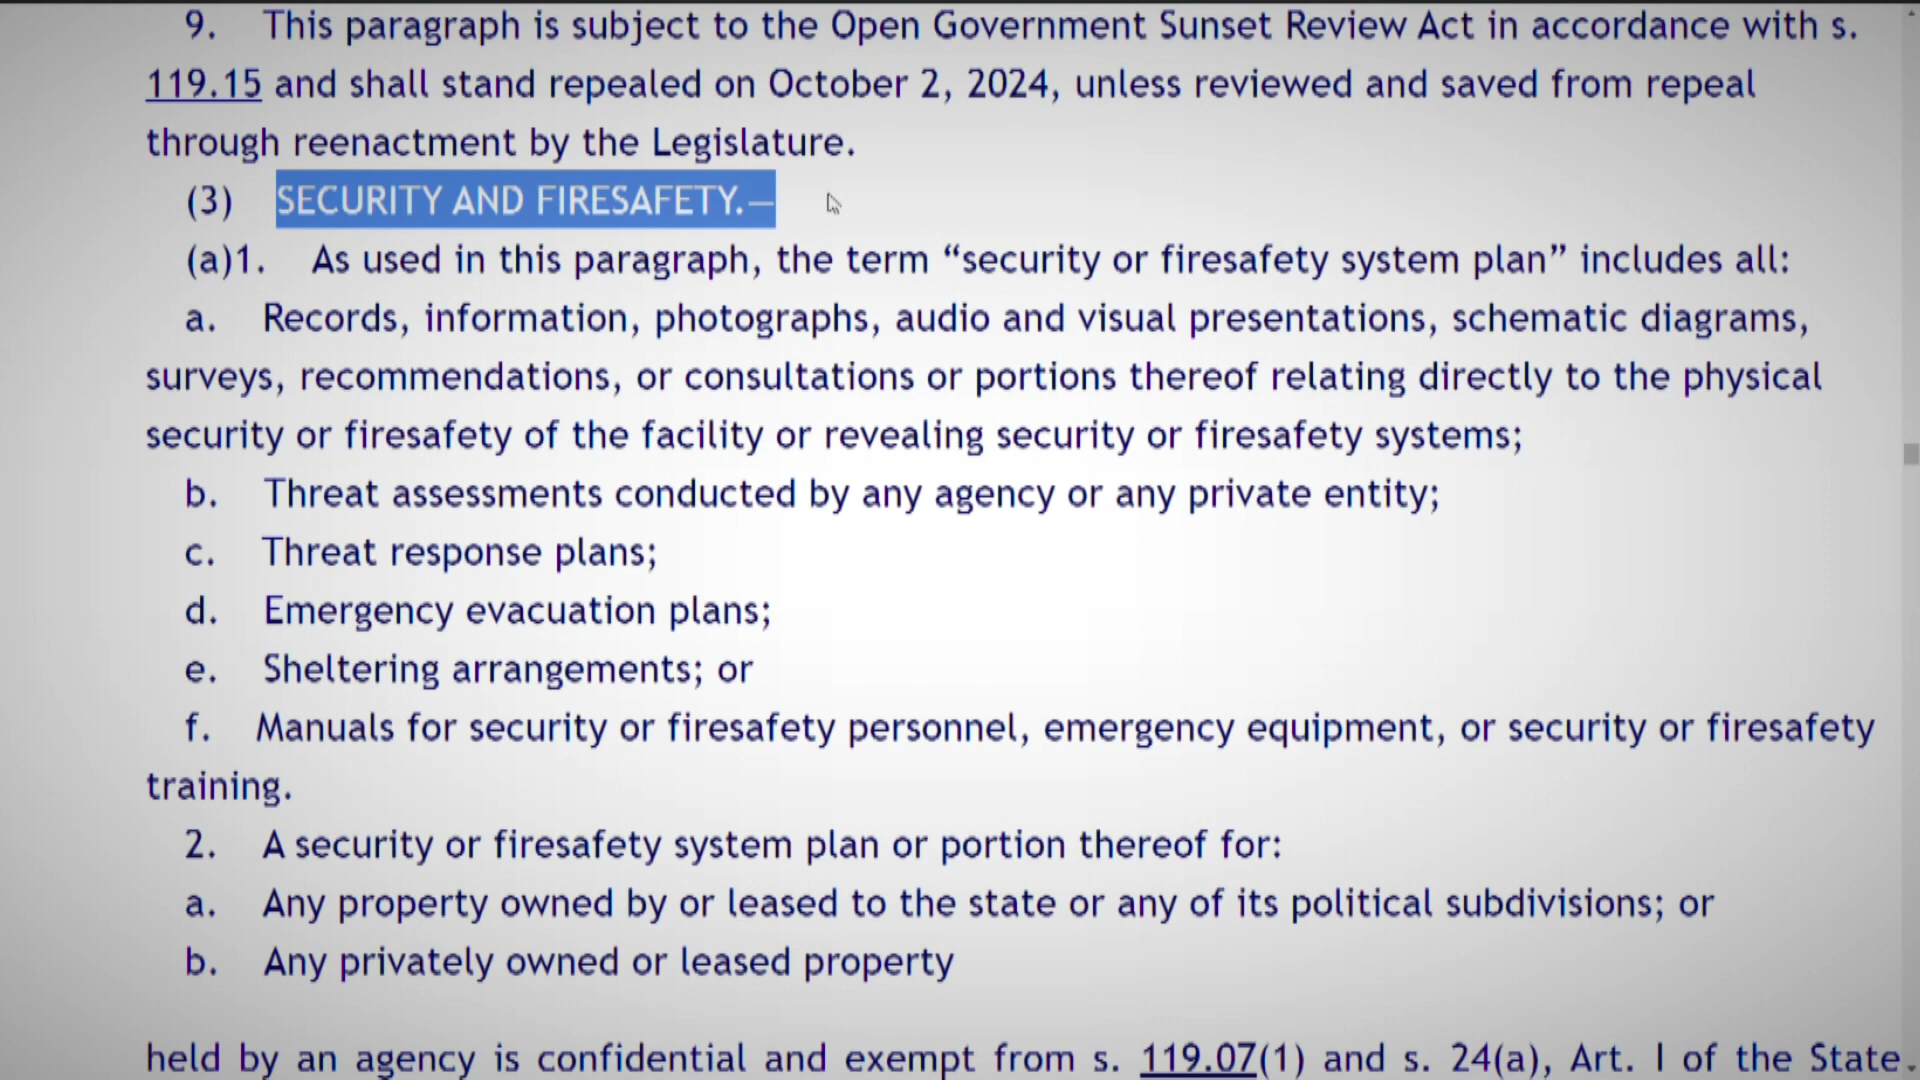 9. This paragraph is subject to the Open Government Sunset Review Act in accordance with s.
119.15 and shall stand repealed on October 2, 2024, unless reviewed and saved from repeal
through reenactment by the Legislature.
(3) SECURITY AND FIRESAFETY.—
(a)1. As used in this paragraph, the term “security or firesafety system plan” includes all:
a. Records, information, photographs, audio and visual presentations, schematic diagrams,
surveys, recommendations, or consultations or portions thereof relating directly to the physical
security or firesafety of the facility or revealing security or firesafety systems;
b. Threat assessments conducted by any agency or any private entity;
c. Threat response plans;
d. Emergency evacuation plans;
e. Sheltering arrangements; or
f. Manuals for security or firesafety personnel, emergency equipment, or security or firesafety
training.
2. A security or firesafety system plan or portion thereof for:
a. Any property owned by or leased to the state or any of its political subdivisions; or
b. Any privately owned or leased property
held by an agency is confidential and exempt from s. 119.07(1) and s. 24(a), Art. I of the State